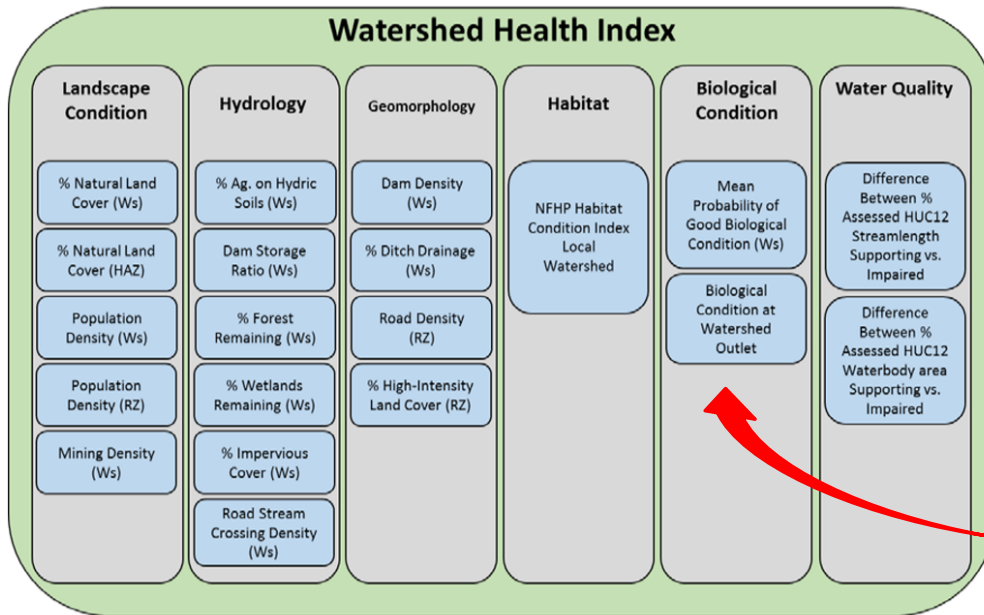 Watershed Health Index
Landscape
Condition
% Natural Land
Cover (Ws)
% Natural Land
Cover (HAZ)
Population
Density (Ws)
Population
Density (RZ)
Mining Density
(Ws)
Hydrology
% Ag. on Hydric
Soils (Ws)
Dam Storage
Ratio (Ws)
% Forest
Remaining (Ws)
% Wetlands
Remaining (Ws)
% Impervious
Cover (Ws)
Road Stream
Crossing Density
(Ws)
Geomorphology
Dam Density
(Ws)
% Ditch Drainage
(Ws)
Road Density
(RZ)
% High-Intensity
Land Cover (RZ)
Habitat
NFHP Habitat
Condition Index
Local
Watershed
Biological
Condition
Mean
Probability of
Good Biological
Condition (Ws)
Biological
Condition at
Watershed
Outlet
Water Quality
Difference
Between %
Assessed HUC12
Streamlength
Supporting vs.
Impaired
Difference
Between %
Assessed HUC12
Waterbody area
Supporting vs.
Impaired